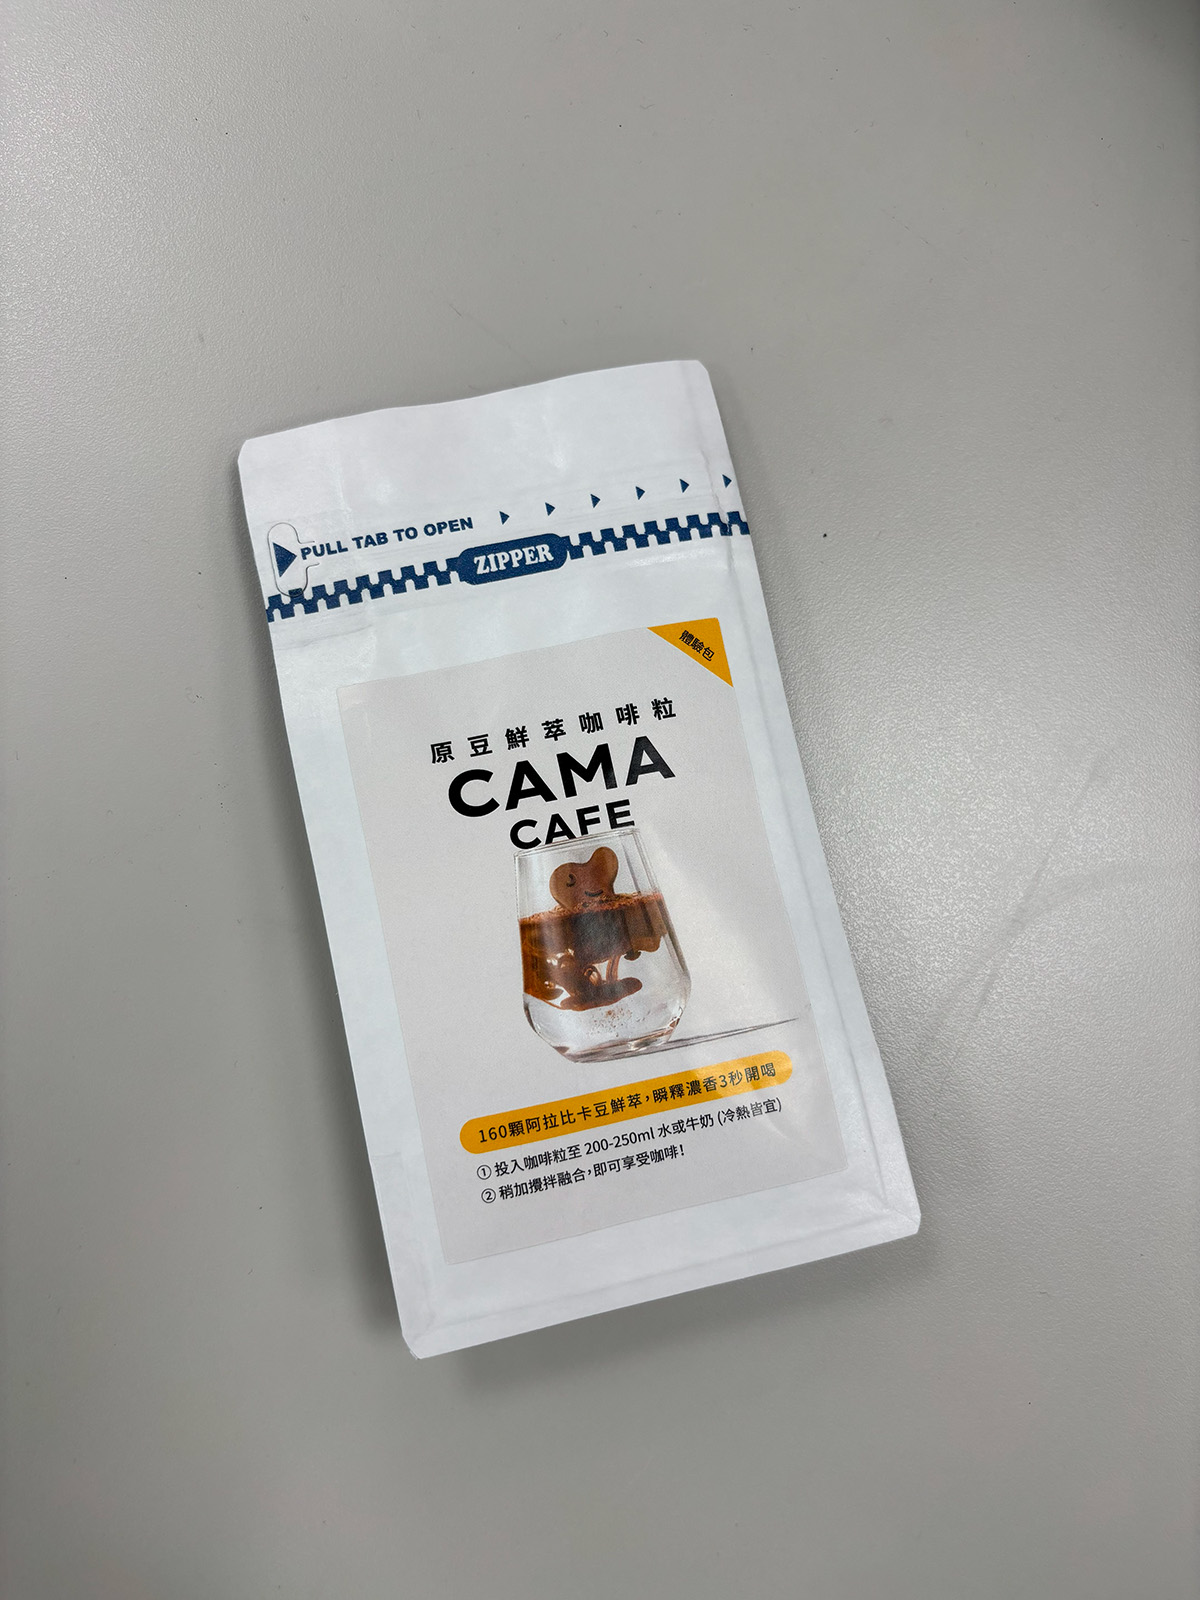 PULL TAB TO OPEN
ZIPPER
體驗包
原豆鮮萃咖啡粒
CAMA
CAFE
160顆阿拉比卡豆鮮萃,瞬釋濃香3秒開喝
① 投入咖啡粒至 200-250ml 水或牛奶 (冷熱皆宜)
② 稍加攪拌融合,即可享受咖啡!